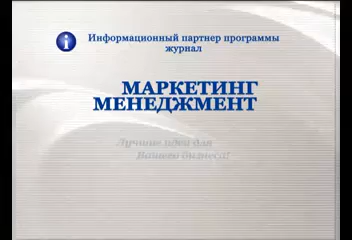 Информационный партнер программы
журнал
МАРКЕТИНГ
МЕНЕДЖМЕНТ
Лучшие идеи для
Вашего бизнеса!